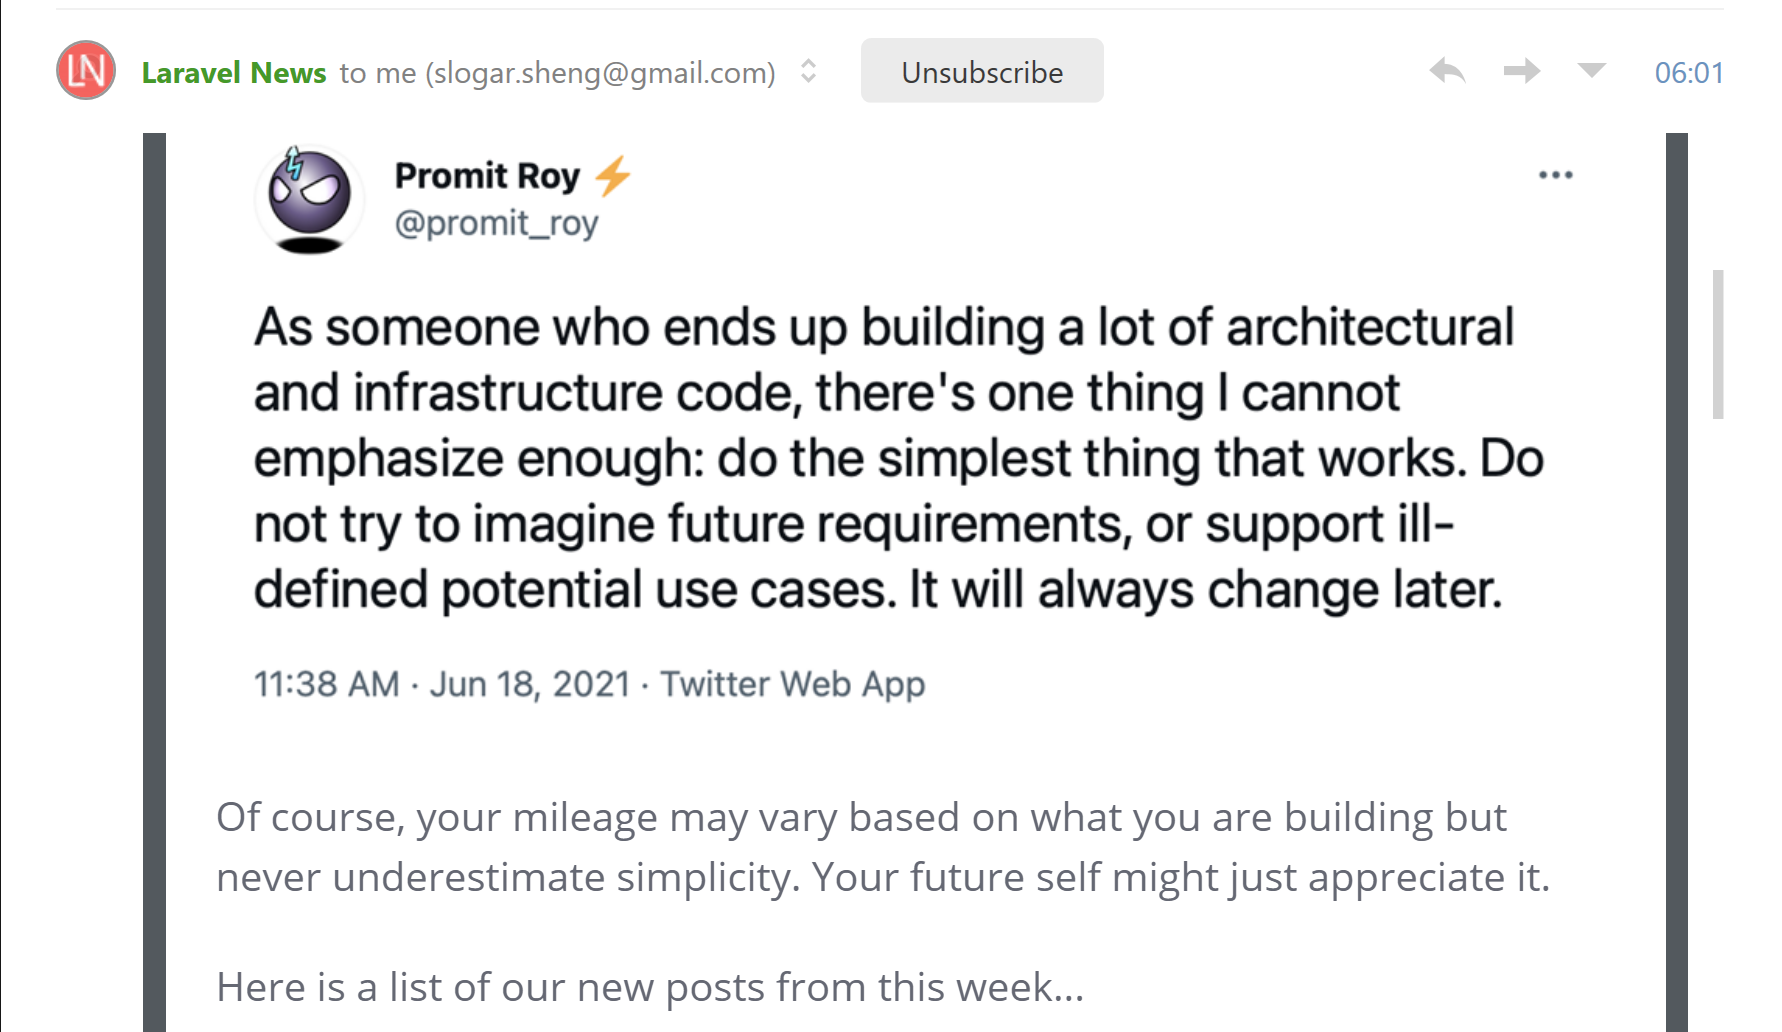 LN
Laravel News to me (slogar.sheng@gmail.com) Unsubscribe 06:01
Promit Roy⚡
@promit_roy
As someone who ends up building a lot of architectural
and infrastructure code, there's one thing I cannot
emphasize enough: do the simplest thing that works. Do
not try to imagine future requirements, or support ill-
defined potential use cases. It will always change later.
11:38 AM · Jun 18, 2021 · Twitter Web App
Of course, your mileage may vary based on what you are building but
never underestimate simplicity. Your future self might just appreciate it.
Here is a list of our new posts from this week...